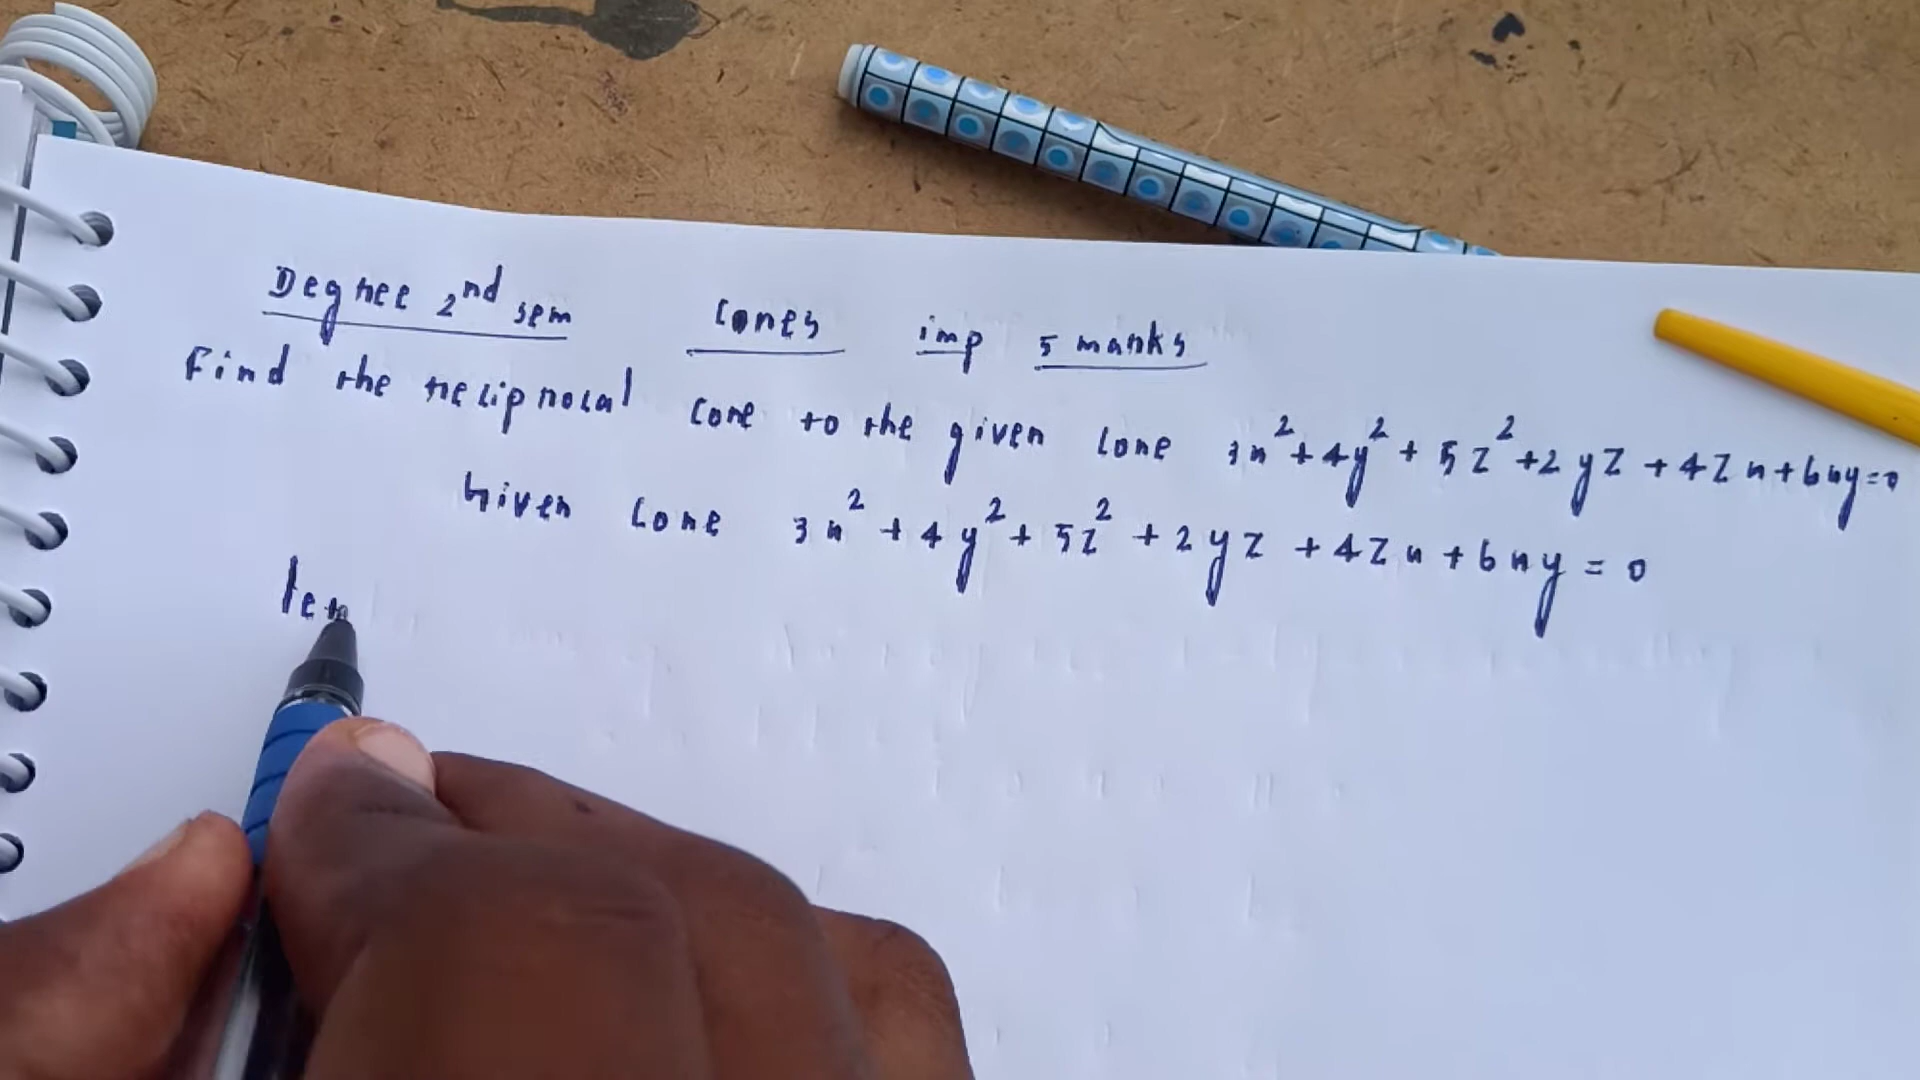 Degree 2nd sem Cones imp 5 marks
Find the reciprocal cone to the given cone 3x²+4y²+5z²+2yz+4zx+6xy=0
Given cone 3x²+4y²+5z²+2yz+4zx+6xy=0